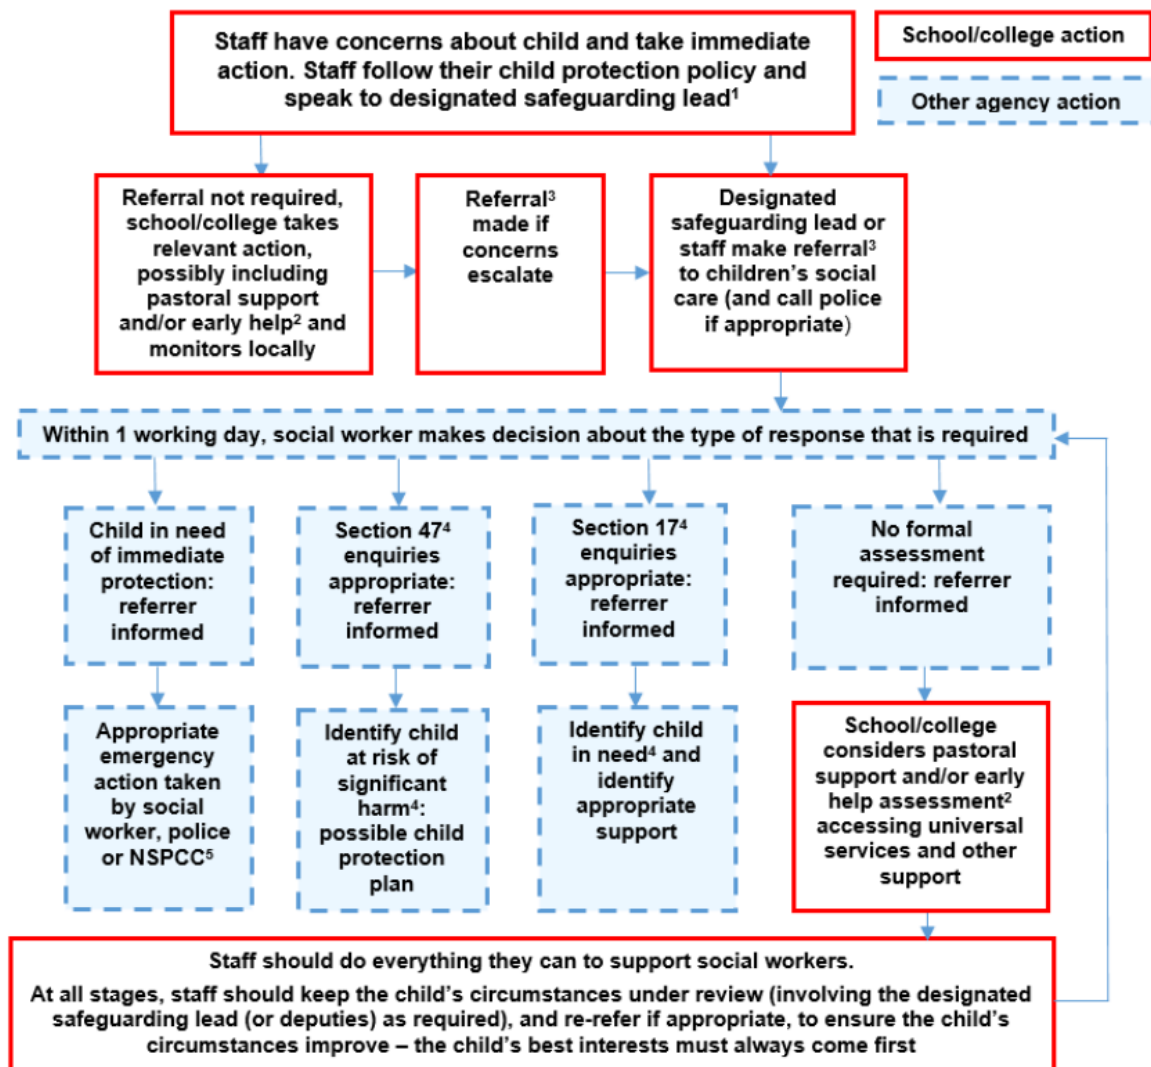 Staff have concerns about child and take immediate
action. Staff follow their child protection policy and
speak to designated safeguarding lead¹
School/college action
Other agency action
Referral not required,
school/college takes
relevant action,
possibly including
pastoral support
and/or early help² and
monitors locally
Referral³
made if
concerns
escalate
Designated
safeguarding lead or
staff make referral³
to children’s social
care (and call police
if appropriate)
Within 1 working day, social worker makes decision about the type of response that is required
Child in need
of immediate
protection:
referrer
informed
Section 47⁴
enquiries
appropriate:
referrer
informed
Section 17⁴
enquiries
appropriate:
referrer
informed
No formal
assessment
required: referrer
informed
Appropriate
emergency
action taken
by social
worker, police
or NSPCC⁵
Identify child
at risk of
significant
harm⁴:
possible child
protection
plan
Identify child
in need⁴ and
identify
appropriate
support
School/college
considers pastoral
support and/or early
help assessment²
accessing universal
services and other
support
Staff should do everything they can to support social workers.
At all stages, staff should keep the child’s circumstances under review (involving the designated
safeguarding lead (or deputies) as required), and re-refer if appropriate, to ensure the child’s
circumstances improve – the child’s best interests must always come first